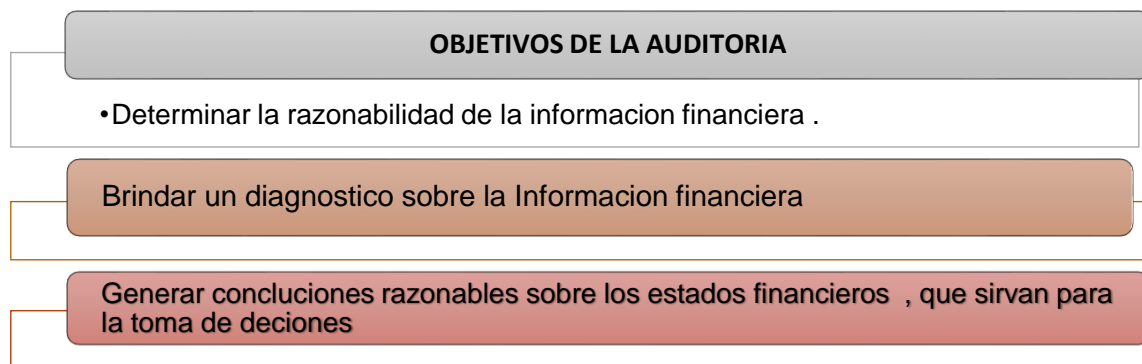 OBJETIVOS DE LA AUDITORIA
•Determinar la razonabilidad de la informacion financiera .
Brindar un diagnostico sobre la Informacion financiera
Generar concluciones razonables sobre los estados financieros , que sirvan para
la toma de deciones